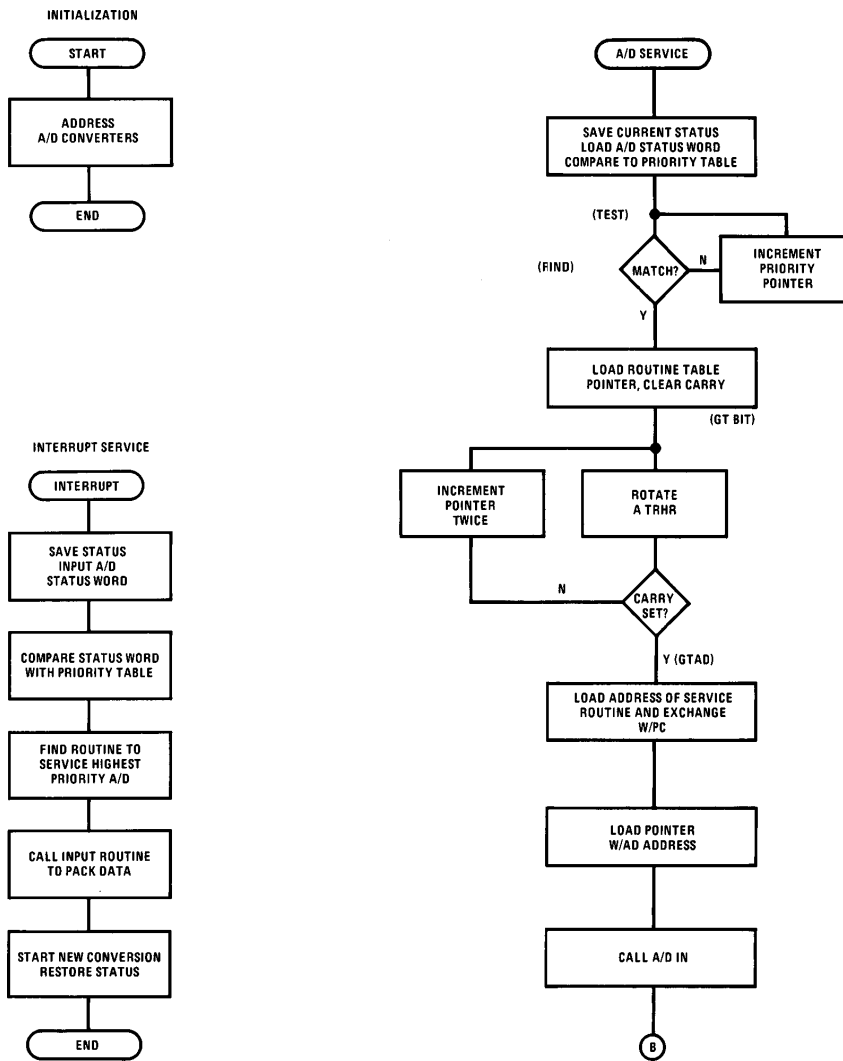 INITIALIZATION
START
ADDRESS
A/D CONVERTERS
END
INTERRUPT SERVICE
INTERRUPT
SAVE STATUS
INPUT A/D
STATUS WORD
COMPARE STATUS WORD
WITH PRIORITY TABLE
FIND ROUTINE TO
SERVICE HIGHEST
PRIORITY A/D
CALL INPUT ROUTINE
TO PACK DATA
START NEW CONVERSION
RESTORE STATUS
END
A/D SERVICE
SAVE CURRENT STATUS
LOAD A/D STATUS WORD
COMPARE TO PRIORITY TABLE
(TEST)
(FIND)
MATCH?
N
INCREMENT
PRIORITY
POINTER
Y
LOAD ROUTINE TABLE
POINTER, CLEAR CARRY
(GT BIT)
INCREMENT
POINTER
TWICE
ROTATE
A TRHR
N
CARRY
SET?
Y (GTAD)
LOAD ADDRESS OF SERVICE
ROUTINE AND EXCHANGE
W/PC
LOAD POINTER
W/AD ADDRESS
CALL A/D IN
B